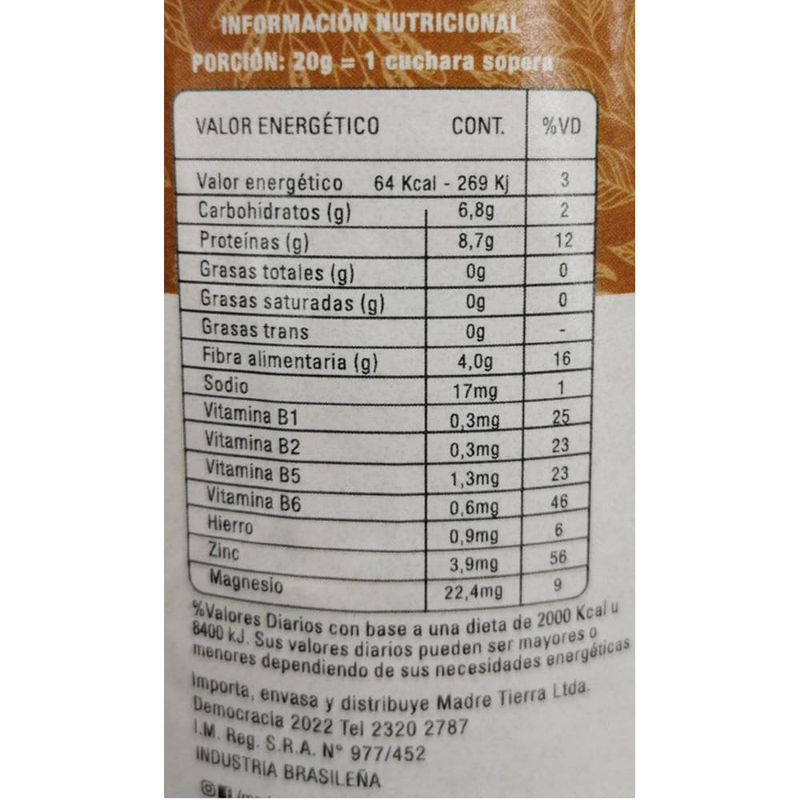 INFORMACIÓN NUTRICIONAL
PORCIÓN: 20g = 1 cuchara sopera
VALOR ENERGÉTICO CONT. %VD
Valor energético 64 Kcal - 269 Kj 3
Carbohidratos (g) 6,8g 2
Proteínas (g) 8,7g 12
Grasas totales (g) 0g 0
Grasas saturadas (g) 0g 0
Grasas trans 0g -
Fibra alimentaria (g) 4,0g 16
Sodio 17mg 1
Vitamina B1 0,3mg 25
Vitamina B2 0,3mg 23
Vitamina B5 1,3mg 23
Vitamina B6 0,6mg 46
Hierro 0,9mg 6
Zinc 3,9mg 56
Magnesio 22,4mg 9
%Valores Diarios con base a una dieta de 2000 Kcal u
8400 kJ. Sus valores diarios pueden ser mayores o
menores dependiendo de sus necesidades energéticas
Importa, envasa y distribuye Madre Tierra Ltda.
Democracia 2022 Tel 2320 2787
I.M. Reg. S.R.A. N° 977/452
INDUSTRIA BRASILEÑA